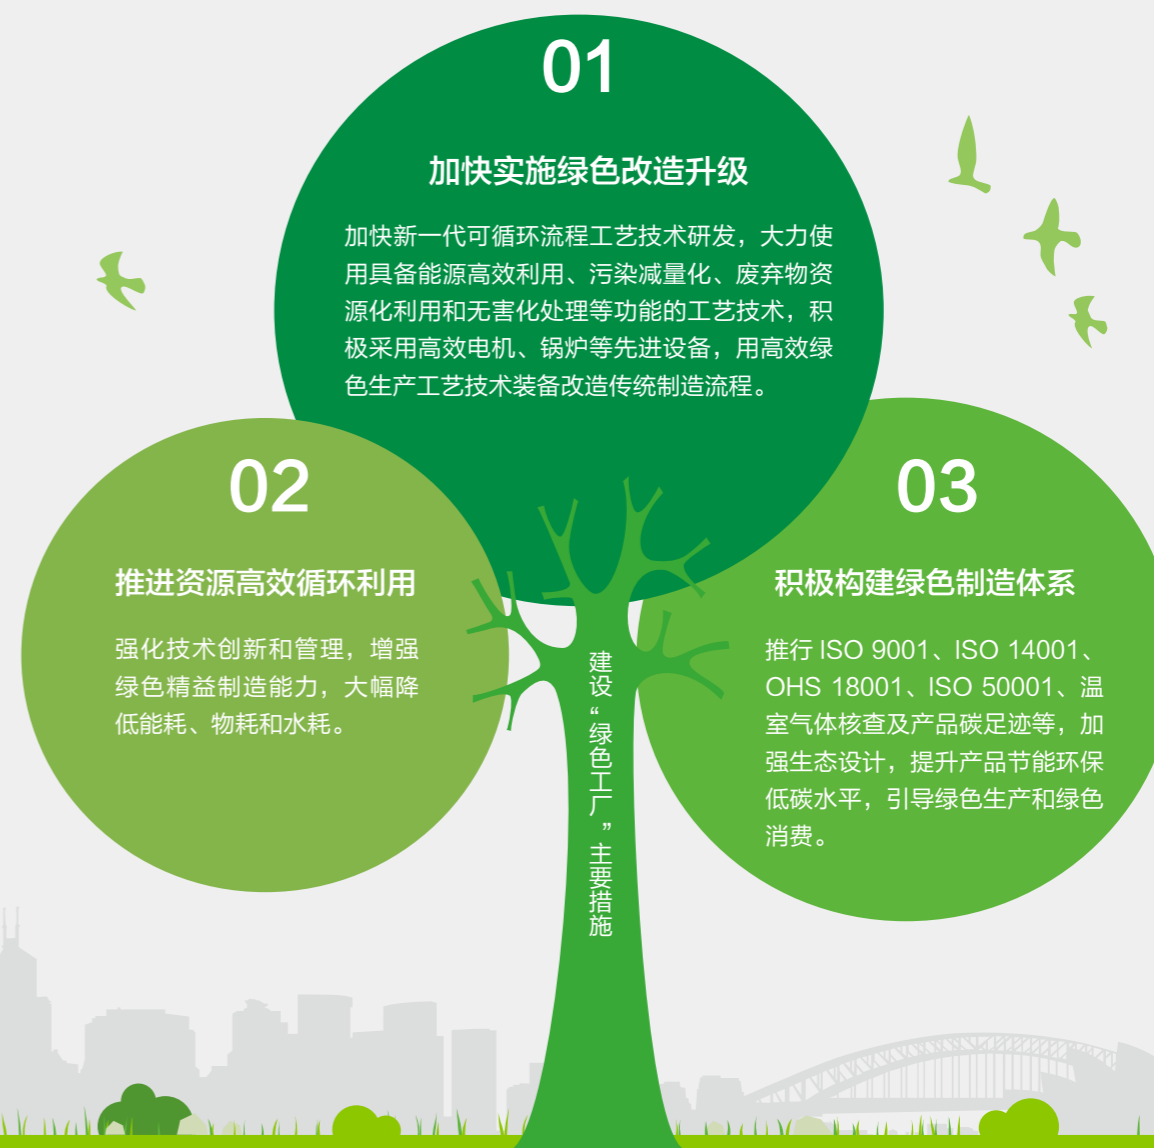 01
加快实施绿色改造升级
加快新一代可循环流程工艺技术研发，大力使
用具备能源高效利用、污染减量化、废弃物资
源化利用和无害化处理等功能的工艺技术，积
极采用高效电机、锅炉等先进设备，用高效绿
色生产工艺技术装备改造传统制造流程。
02
推进资源高效循环利用
强化技术创新和管理，增强
绿色精益制造能力，大幅降
低能耗、物耗和水耗。
03
积极构建绿色制造体系
推行 ISO 9001、ISO 14001、
OHS 18001、ISO 50001、温
室气体核查及产品碳足迹等，加
强生态设计，提升产品节能环保
低碳水平，引导绿色生产和绿色
消费。
建设“绿色工厂”主要措施